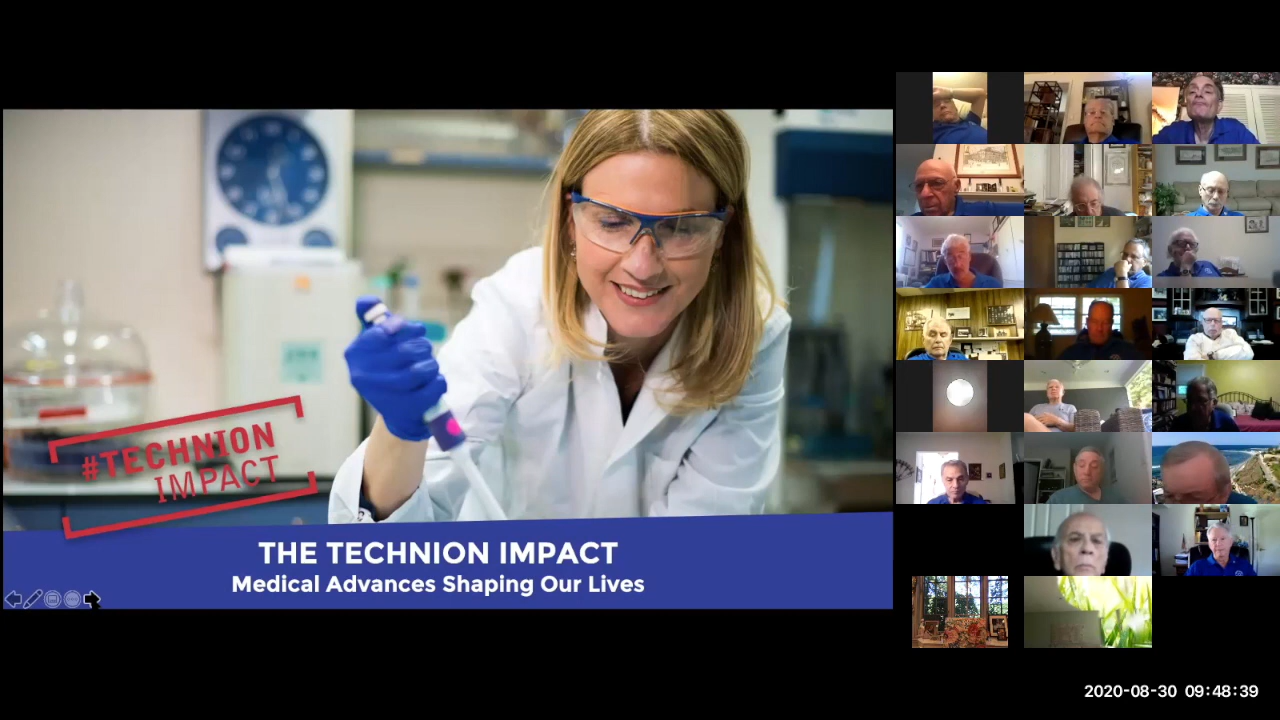 #TECHNION
IMPACT
THE TECHNION IMPACT
Medical Advances Shaping Our Lives
2020-08-30 09:48:39